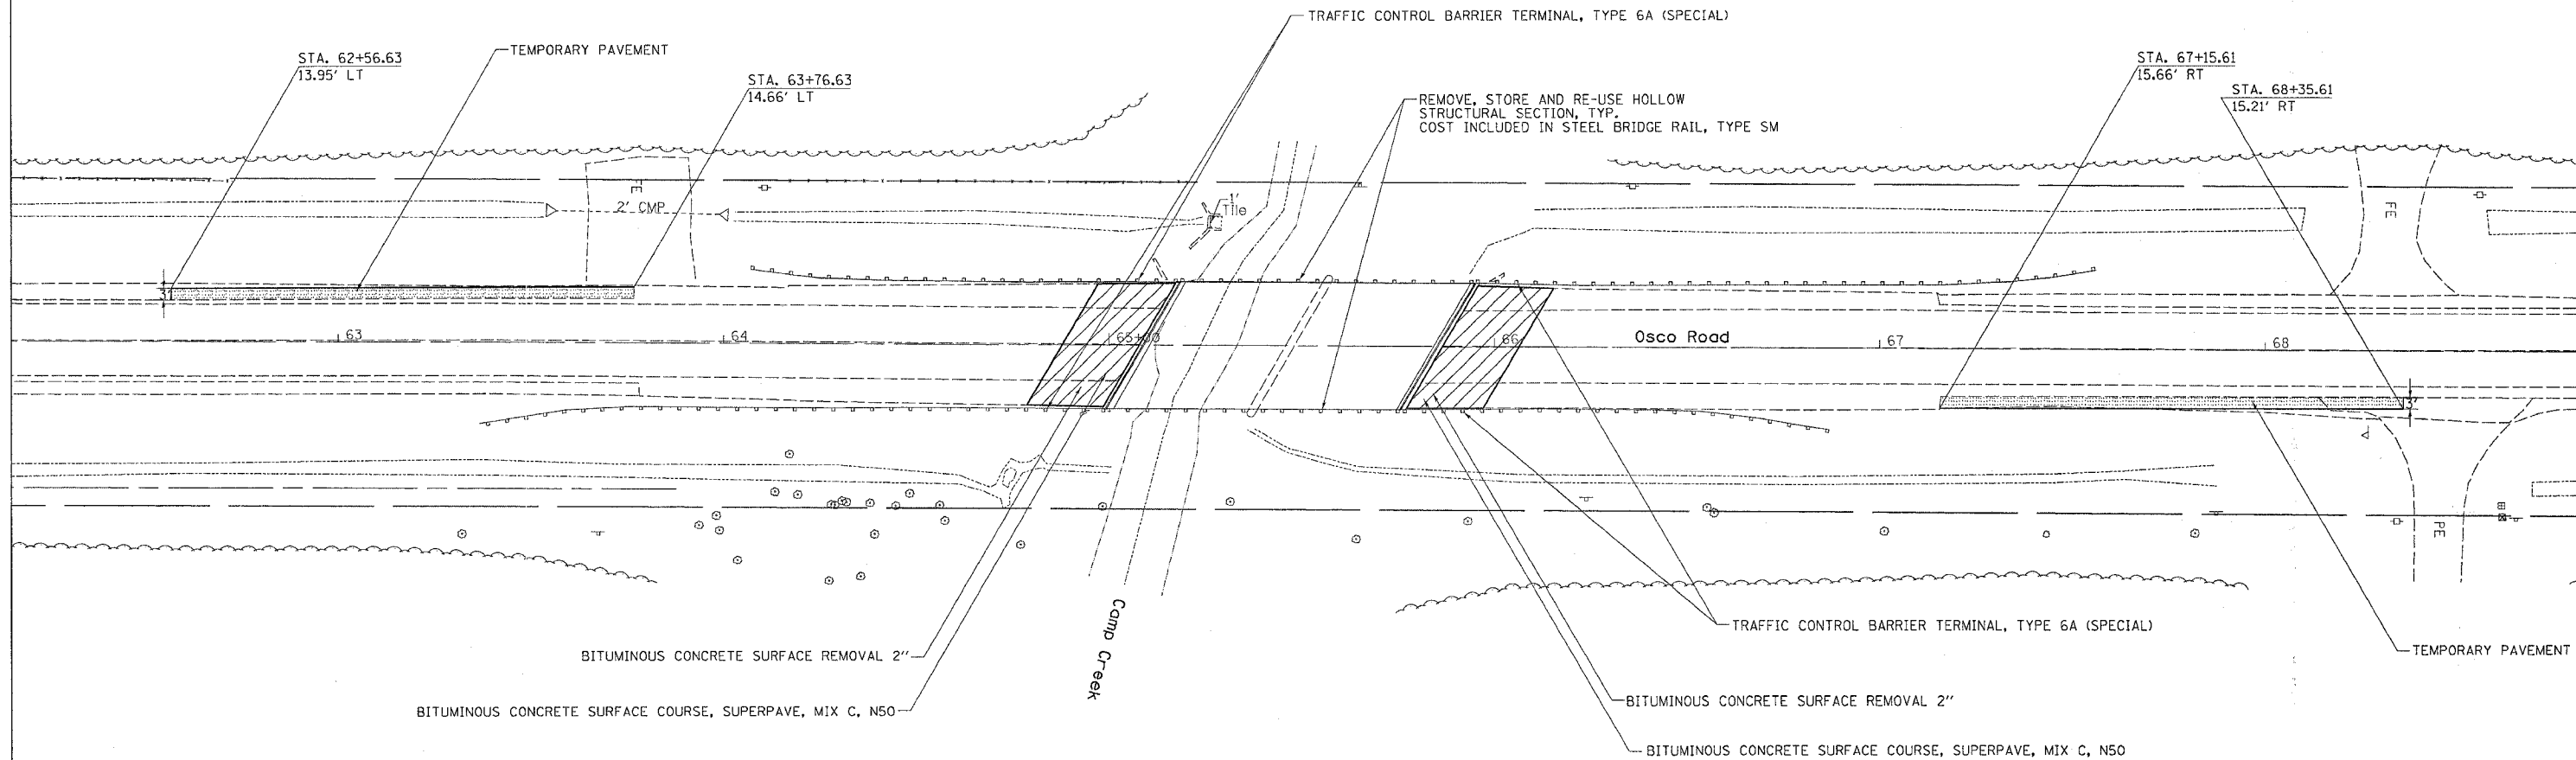 TRAFFIC CONTROL BARRIER TERMINAL, TYPE 6A (SPECIAL)
STA. 62+56.63
13.95' LT
TEMPORARY PAVEMENT
STA. 63+76.63
14.66' LT
REMOVE, STORE AND RE-USE HOLLOW
STRUCTURAL SECTION, TYP.
COST INCLUDED IN STEEL BRIDGE RAIL, TYPE SM
STA. 67+15.61
15.66' RT
STA. 68+35.61
15.21' RT
FE
2' CMP
1'
Tile
FE
3'
63
64
65+00
66
Osco Road
67
68
3'
PE
Camp Creek
TRAFFIC CONTROL BARRIER TERMINAL, TYPE 6A (SPECIAL)
TEMPORARY PAVEMENT
BITUMINOUS CONCRETE SURFACE REMOVAL 2"
BITUMINOUS CONCRETE SURFACE COURSE, SUPERPAVE, MIX C, N50
BITUMINOUS CONCRETE SURFACE REMOVAL 2"
BITUMINOUS CONCRETE SURFACE COURSE, SUPERPAVE, MIX C, N50